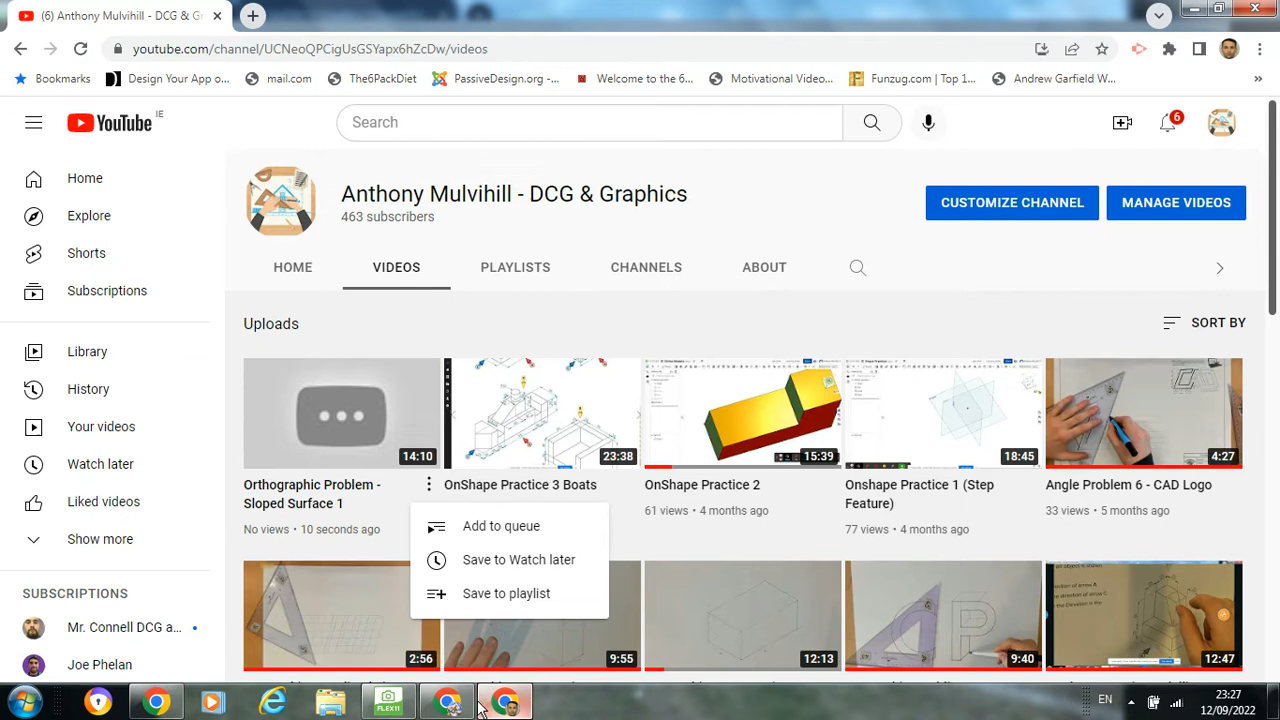 (6) Anthony Mulvihill - DCG & Gr
youtube.com/channel/UCNeoQPCigUsGSYapx6hZcDw/videos
Bookmarks Design Your App o... mail.com The6PackDiet PassiveDesign.org -... Welcome to the 6... Motivational Video... Funzug.com | Top 1... Andrew Garfield W... »
YouTube IE
Search
6
Home
Explore
Shorts
Subscriptions
Library
History
Your videos
Watch later
Liked videos
Show more
SUBSCRIPTIONS
Mr. Connell DCG a...
Joe Phelan
Anthony Mulvihill - DCG & Graphics
463 subscribers
CUSTOMIZE CHANNEL MANAGE VIDEOS
HOME VIDEOS PLAYLISTS CHANNELS ABOUT
Uploads
SORT BY
14:10 23:38 15:39 18:45 4:27
Orthographic Problem - Sloped Surface 1
No views • 10 seconds ago
OnShape Practice 3 Boats
OnShape Practice 2
61 views • 4 months ago
Onshape Practice 1 (Step Feature)
77 views • 4 months ago
Angle Problem 6 - CAD Logo
33 views • 5 months ago
Add to queue
Save to Watch later
Save to playlist
2:56 9:55 12:13 9:40 12:47
FLEX11
EN
23:27
12/09/2022